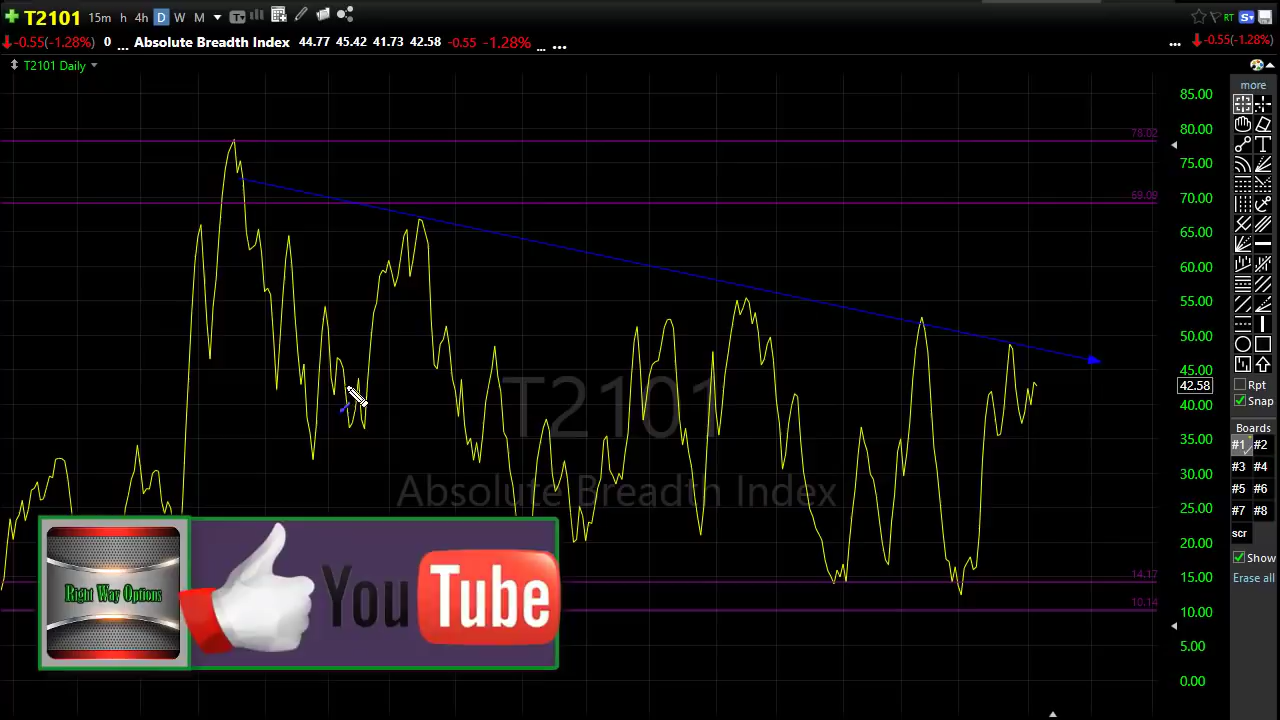 T2101 15m h 4h D W M T
RT S
-0.55(-1.28%) 0 ... Absolute Breadth Index 44.77 45.42 41.73 42.58 -0.55 -1.28% ... ...
... -0.55(-1.28%)
T2101 Daily
more
85.00
80.00
78.02
75.00
70.00
69.09
65.00
60.00
55.00
50.00
45.00
42.58
40.00
35.00
30.00
25.00
20.00
15.00
14.17
10.14
10.00
5.00
0.00
T2101
Absolute Breadth Index
T
Rpt
Snap
Boards
#1 #2
#3 #4
#5 #6
#7 #8
scr
Show
Erase all
Right Way Options
YouTube